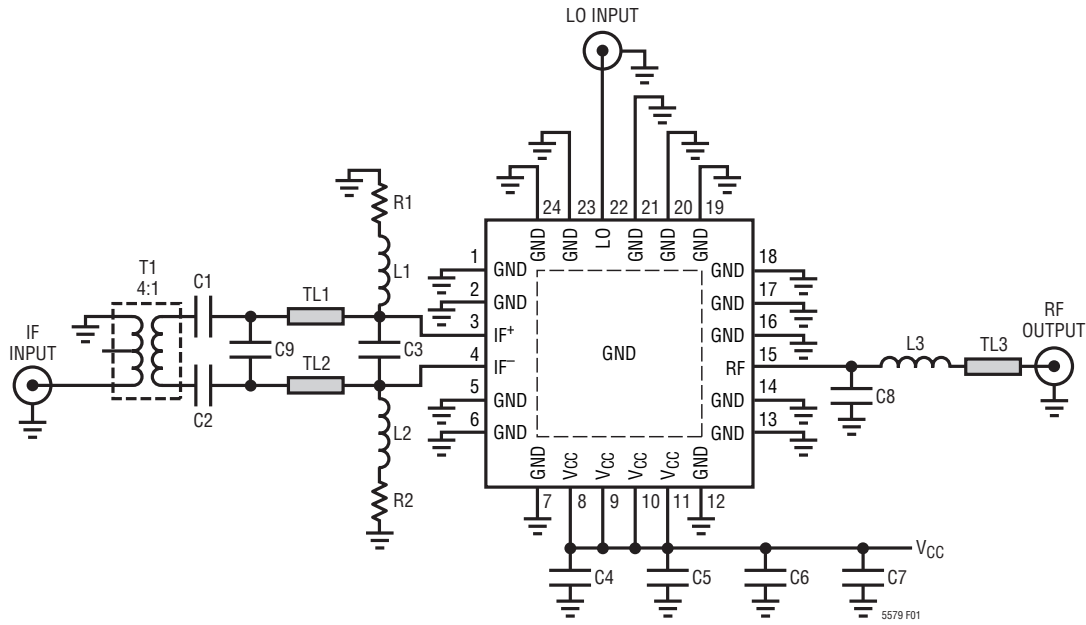 LO INPUT
24 23 22 21 20 19
GND GND LO GND GND GND
R1
L1
T1
4:1
C1
TL1
IF
INPUT
C9
C3
TL2
C2
L2
R2
1 GND
2 GND
3 IF+
4 IF−
5 GND
6 GND
GND
18 GND
17 GND
16 GND
15 RF
14 GND
13 GND
RF
OUTPUT
L3
TL3
C8
GND VCC VCC VCC VCC GND
7 8 9 10 11 12
VCC
C4
C5
C6
C7
5579 F01